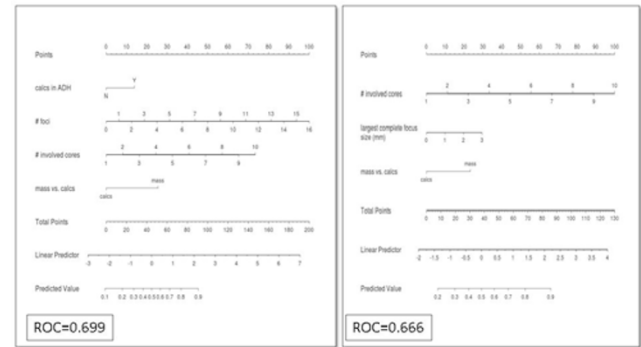 Points
0 10 20 30 40 50 60 70 80 90 100
calcs in ADH
Y
N
# foci
1 3 5 7 9 11 13 15
0 2 4 6 8 10 12 14 16
# involved cores
2 4 6 8 10
1 3 5 7 9
mass vs. calcs
mass
calcs
Total Points
0 20 40 60 80 100 120 140 160 180 200
Linear Predictor
-3 -2 -1 0 1 2 3 4 5 6 7
Predicted Value
0.1 0.2 0.3 0.4 0.5 0.6 0.7 0.8 0.9
ROC=0.699
Points
0 10 20 30 40 50 60 70 80 90 100
# involved cores
2 4 6 8 10
1 3 5 7 9
largest complete focus
size (mm)
0 1 2 3
mass vs. calcs
mass
calcs
Total Points
0 10 20 30 40 50 60 70 80 90 100 110 120 130
Linear Predictor
-2 -1.5 -1 -0.5 0 0.5 1 1.5 2 2.5 3 3.5 4
Predicted Value
0.2 0.3 0.4 0.5 0.6 0.7 0.8 0.9
ROC=0.666